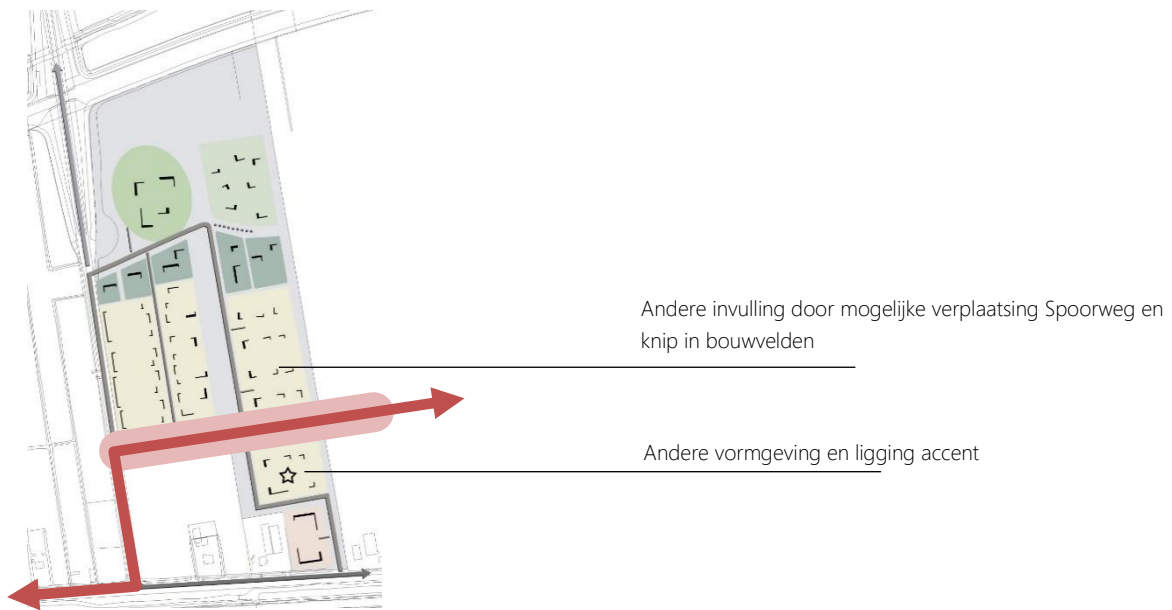 Andere invulling door mogelijke verplaatsing Spoorweg en
knip in bouwvelden
Andere vormgeving en ligging accent